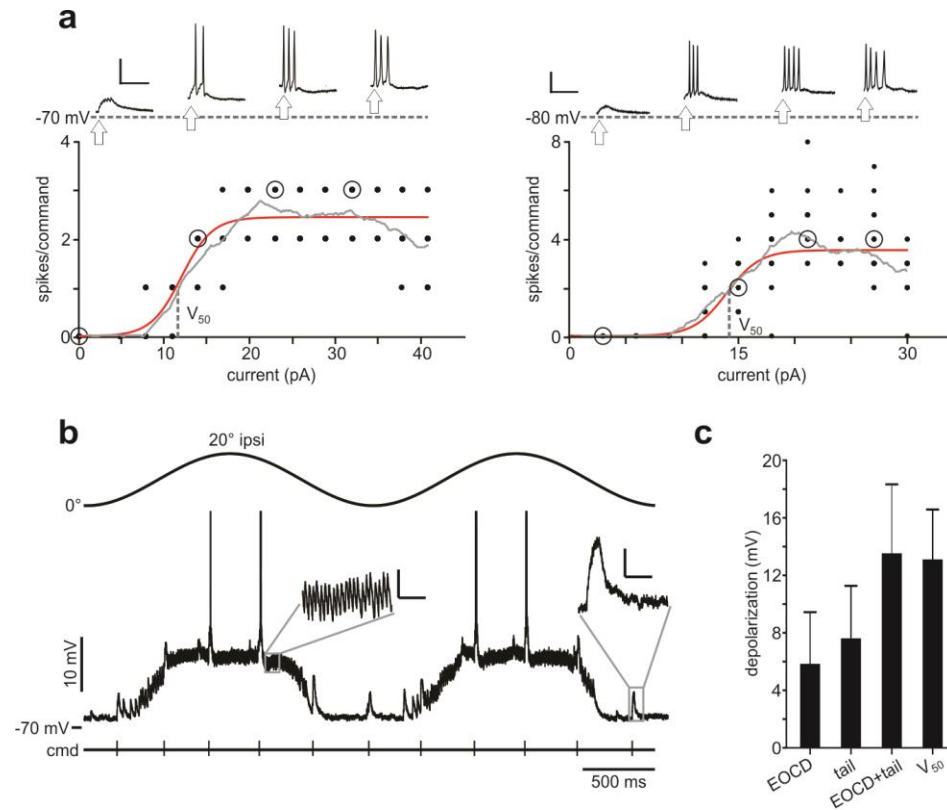 a
-70 mV
4
2
0
spikes/command
V50
0 10 20 30 40
current (pA)
-80 mV
8
4
0
spikes/command
V50
0 15 30
current (pA)
b
20° ipsi
0°
10 mV
-70 mV
cmd
500 ms
c
20
16
12
8
4
0
depolarization (mV)
EOCD
tail
EOCD+tail
V50